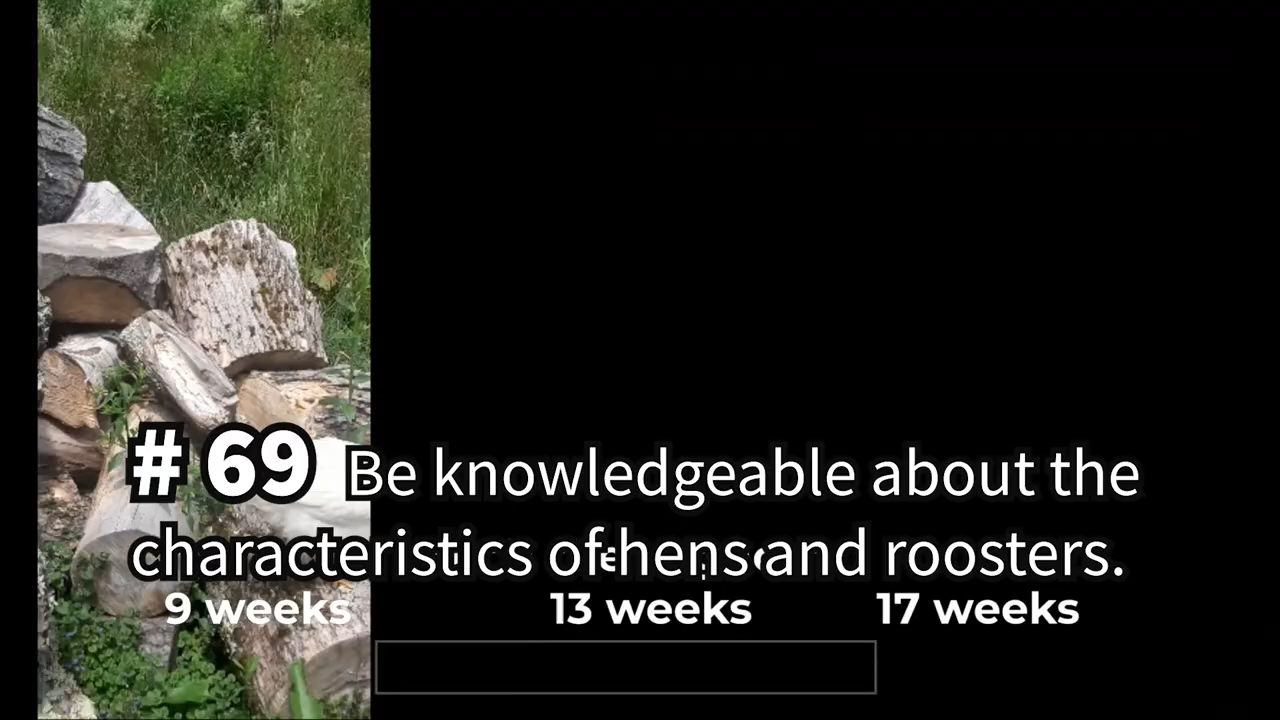 # 69 Be knowledgeable about the
characteristics of hens and roosters.
9 weeks 13 weeks 17 weeks